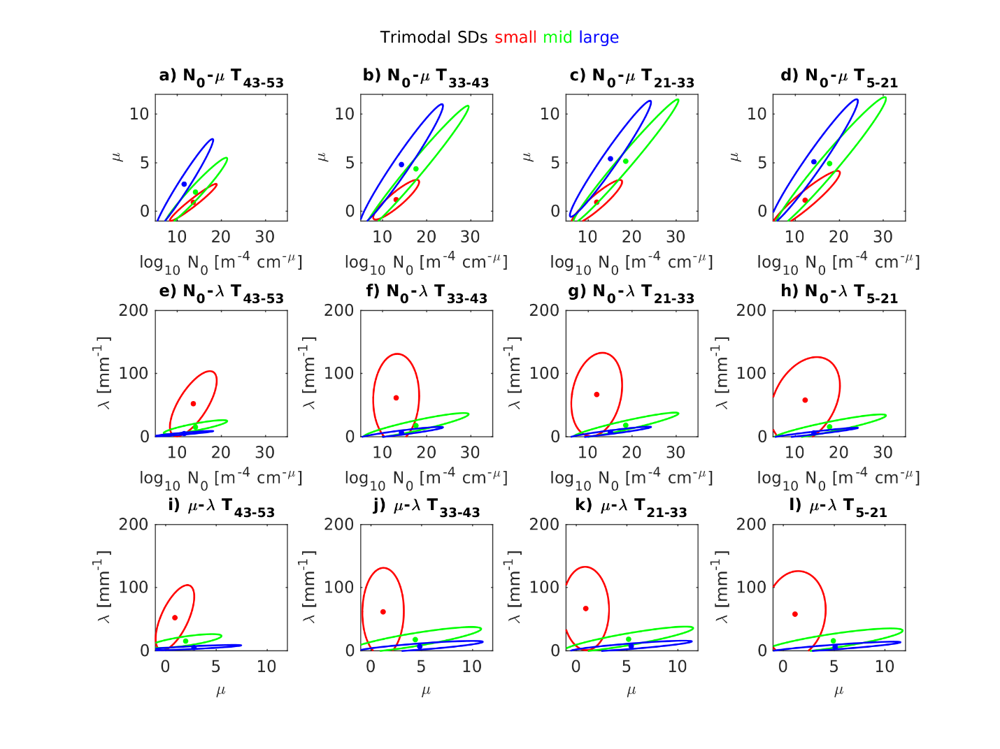 Trimodal SDs small mid large
a) N₀-μ T₄₃₋₅₃ b) N₀-μ T₃₃₋₄₃ c) N₀-μ T₂₁₋₃₃ d) N₀-μ T₅₋₂₁
10 10 10 10
μ μ μ μ
5 5 5 5
0 0 0 0
10 20 30 10 20 30 10 20 30 10 20 30
log₁₀ N₀ [m⁻⁴ cm^-μ] log₁₀ N₀ [m⁻⁴ cm^-μ] log₁₀ N₀ [m⁻⁴ cm^-μ] log₁₀ N₀ [m⁻⁴ cm^-μ]
e) N₀-λ T₄₃₋₅₃ f) N₀-λ T₃₃₋₄₃ g) N₀-λ T₂₁₋₃₃ h) N₀-λ T₅₋₂₁
200 200 200 200
λ [mm⁻¹] λ [mm⁻¹] λ [mm⁻¹] λ [mm⁻¹]
100 100 100 100
0 0 0 0
10 20 30 10 20 30 10 20 30 10 20 30
log₁₀ N₀ [m⁻⁴ cm^-μ] log₁₀ N₀ [m⁻⁴ cm^-μ] log₁₀ N₀ [m⁻⁴ cm^-μ] log₁₀ N₀ [m⁻⁴ cm^-μ]
i) μ-λ T₄₃₋₅₃ j) μ-λ T₃₃₋₄₃ k) μ-λ T₂₁₋₃₃ l) μ-λ T₅₋₂₁
200 200 200 200
λ [mm⁻¹] λ [mm⁻¹] λ [mm⁻¹] λ [mm⁻¹]
100 100 100 100
0 0 0 0
0 5 10 0 5 10 0 5 10 0 5 10
μ μ μ μ